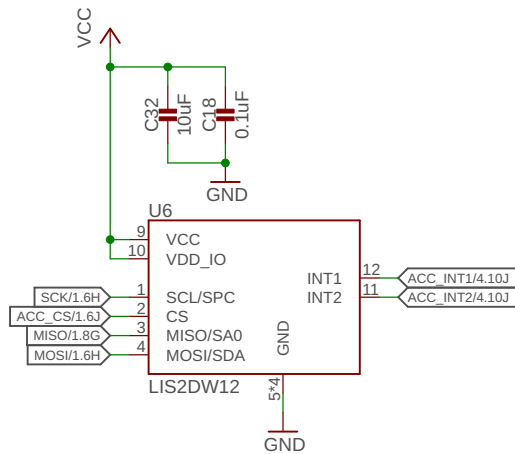 VCC
C32
10uF
C18
0.1uF
GND
U6
9
VCC
10
VDD_IO
INT1
12
ACC_INT1/4.10J
SCK/1.6H
1
SCL/SPC
INT2
11
ACC_INT2/4.10J
ACC_CS/1.6J
2
CS
MISO/1.8G
3
MISO/SA0
MOSI/1.6H
4
MOSI/SDA
GND
LIS2DW12
5*4
GND